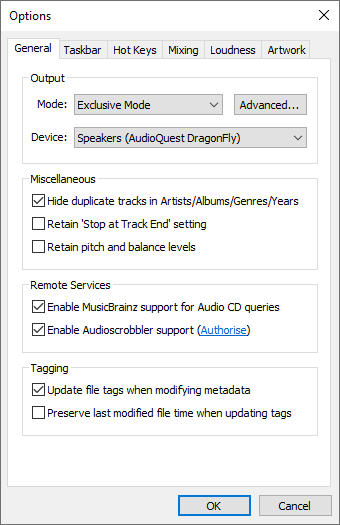 Options
General Taskbar Hot Keys Mixing Loudness Artwork
Output
Mode: Exclusive Mode Advanced...
Device: Speakers (AudioQuest DragonFly)
Miscellaneous
Hide duplicate tracks in Artists/Albums/Genres/Years
Retain 'Stop at Track End' setting
Retain pitch and balance levels
Remote Services
Enable MusicBrainz support for Audio CD queries
Enable Audioscrobbler support (Authorise)
Tagging
Update file tags when modifying metadata
Preserve last modified file time when updating tags
OK Cancel